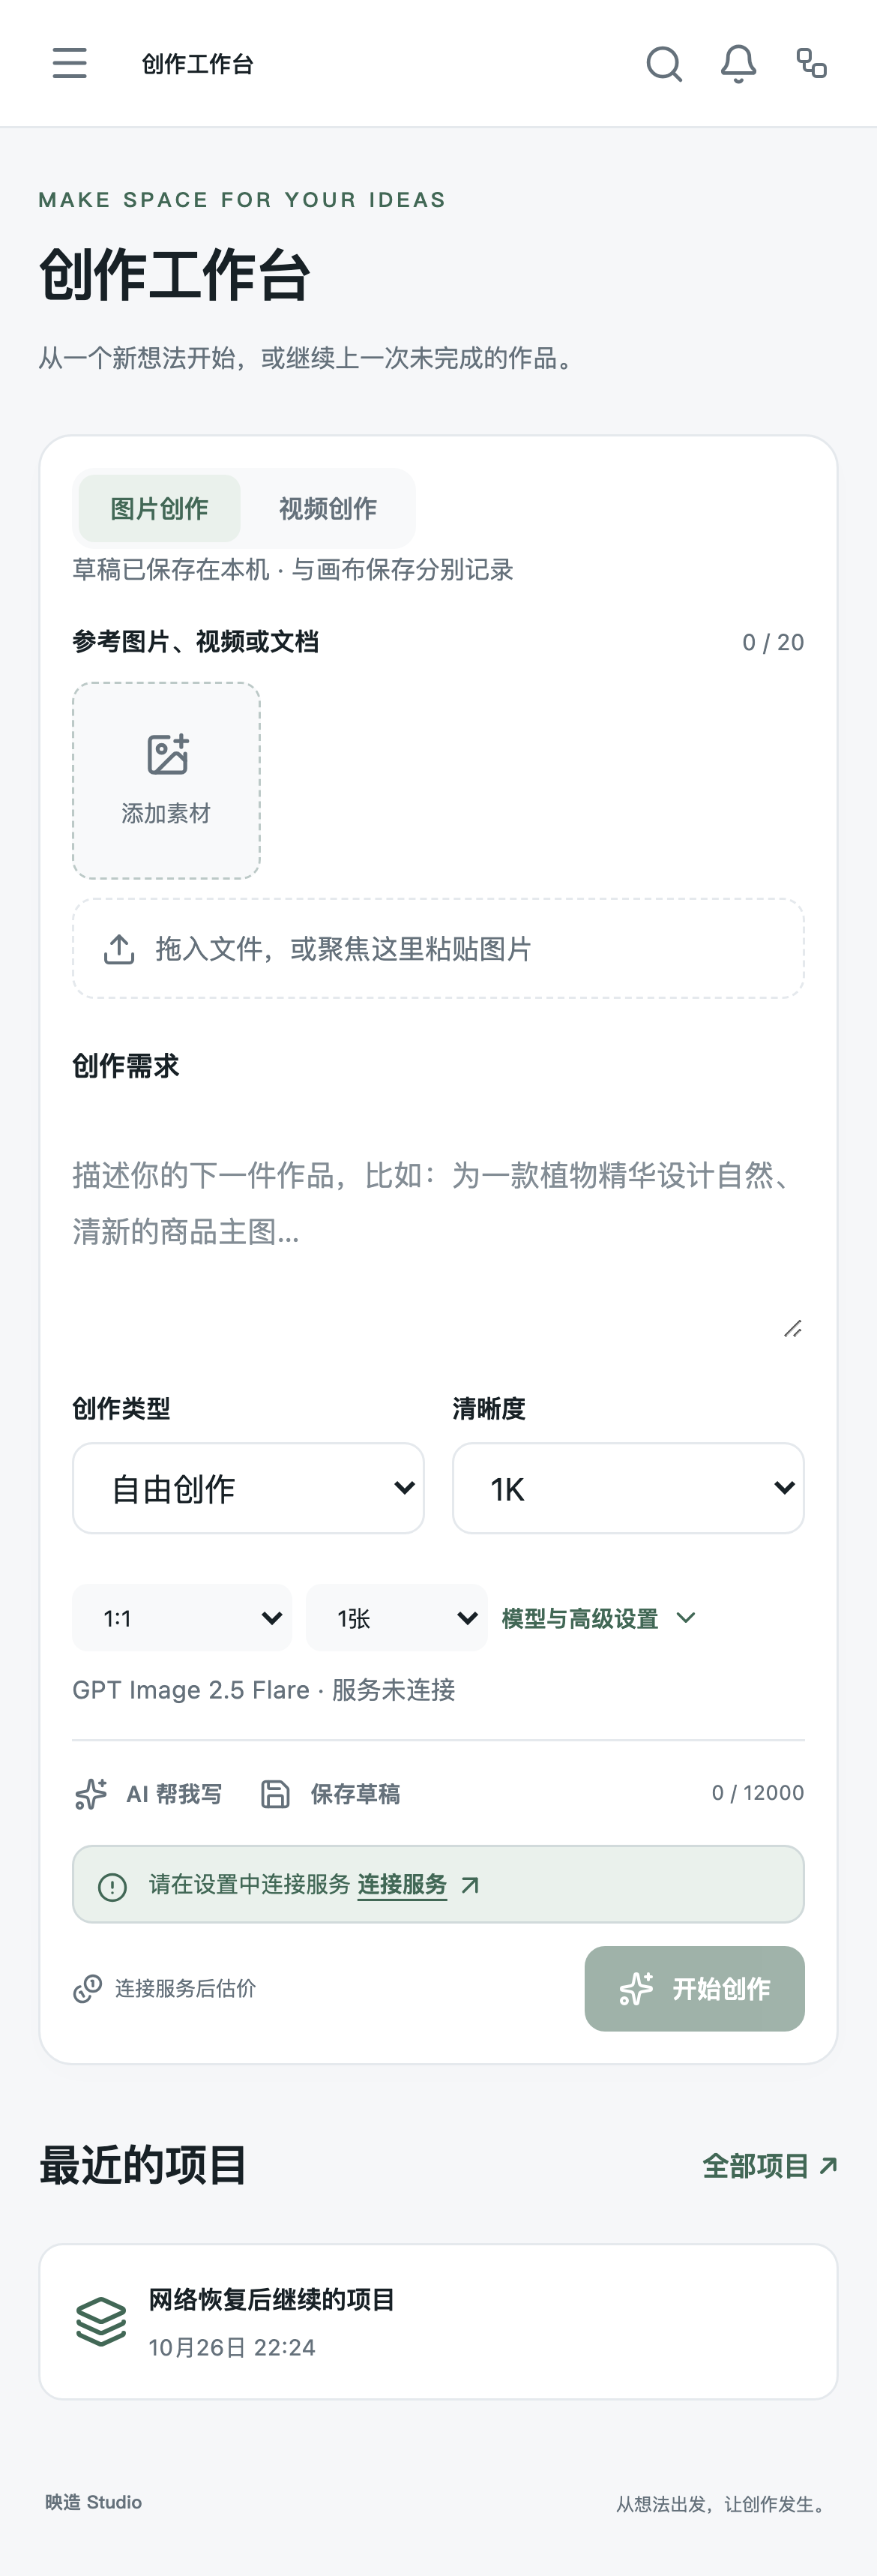 创作工作台
MAKE SPACE FOR YOUR IDEAS
创作工作台
从一个新想法开始，或继续上一次未完成的作品。
图片创作 视频创作
草稿已保存在本机 · 与画布保存分别记录
参考图片、视频或文档 0 / 20
添加素材
拖入文件，或聚焦这里粘贴图片
创作需求
描述你的下一件作品，比如：为一款植物精华设计自然、
清新的商品主图...
创作类型 清晰度
自由创作 1K
1:1 1张 模型与高级设置
GPT Image 2.5 Flare · 服务未连接
AI 帮我写 保存草稿 0 / 12000
请在设置中连接服务 连接服务
连接服务后估价 开始创作
最近的项目 全部项目
网络恢复后继续的项目
10月26日 22:24
映造 Studio 从想法出发，让创作发生。